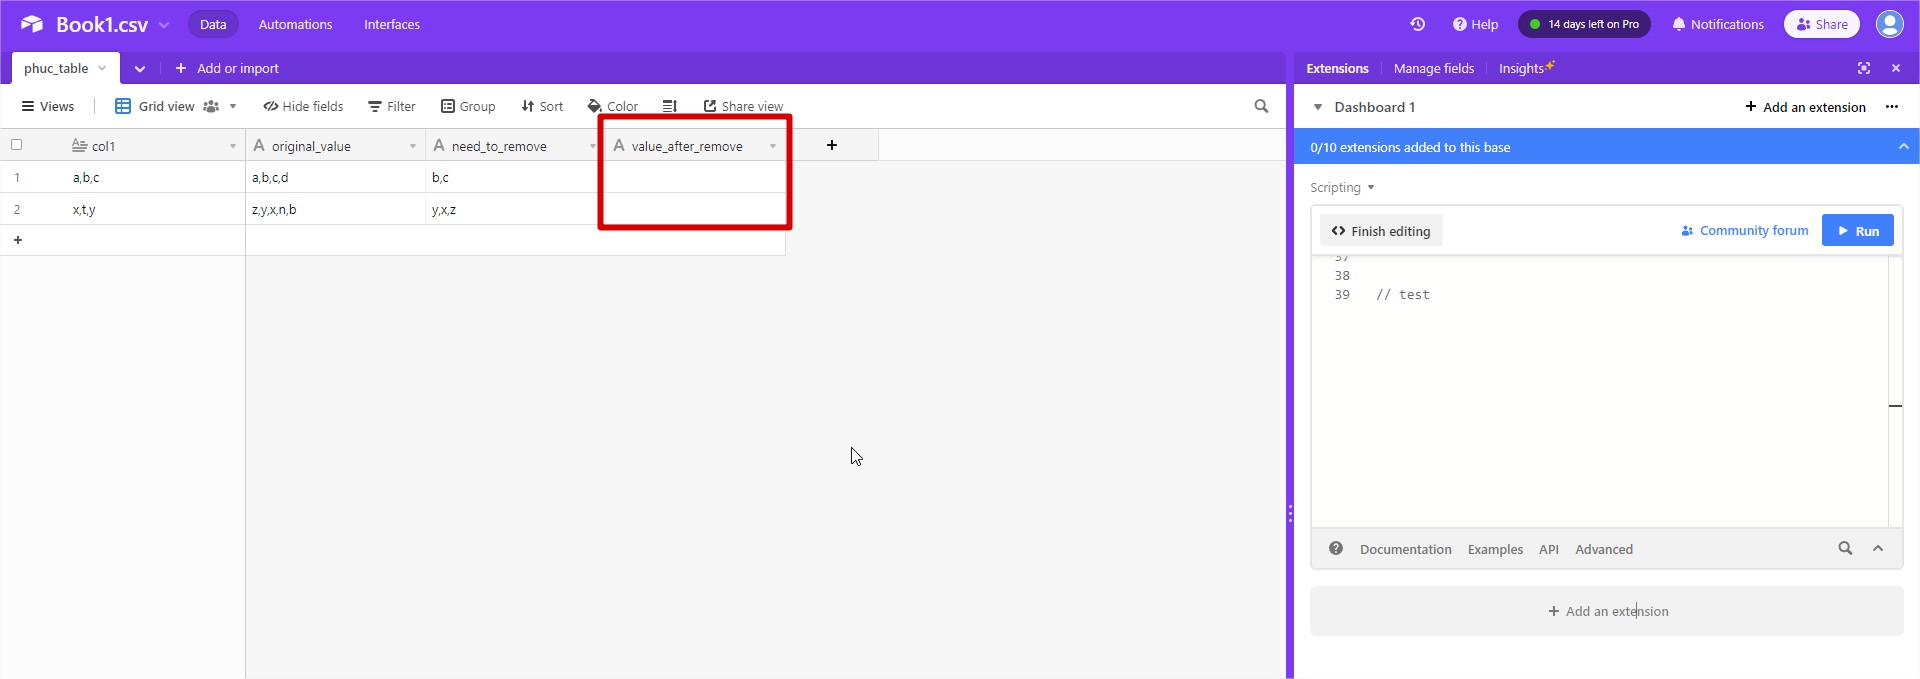 Book1.csv Data Automations Interfaces Help 14 days left on Pro Notifications Share
phuc_table Add or import Extensions Manage fields Insights
Views Grid view Hide fields Filter Group Sort Color Share view Dashboard 1 + Add an extension ...
col1 A original_value A need_to_remove A value_after_remove + 0/10 extensions added to this base
1 a,b,c a,b,c,d b,c
Scripting
2 x,t,y z,y,x,n,b y,x,z
Finish editing Community forum Run
+
37
38
39 // test
? Documentation Examples API Advanced
+ Add an extension